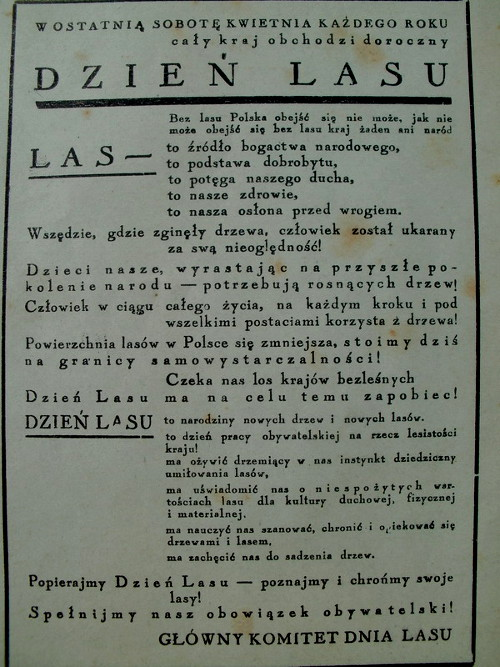 W OSTATNIĄ SOBOTĘ KWIETNIA KAŻDEGO ROKU
cały kraj obchodzi doroczny
DZIEŃ LASU
Bez lasu Polska obejść się nie może, jak nie
może obejść się bez lasu kraj żaden ani naród
LAS —
to źródło bogactwa narodowego,
to podstawa dobrobytu,
to potęga naszego ducha,
to nasze zdrowie,
to nasza osłona przed wrogiem.
Wszędzie, gdzie zginęły drzewa, człowiek został ukarany
za swą nieoględność!
Dzieci nasze, wyrastając na przyszłe po-
kolenie narodu — potrzebują rosnących drzew!
Człowiek w ciągu całego życia, na każdym kroku i pod
wszelkimi postaciami korzysta z drzewa!
Powierzchnia lasów w Polsce się zmniejsza, stoimy dziś
na granicy samowystarczalności!
Czeka nas los krajów bezleśnych
Dzień Lasu ma na celu temu zapobiec!
DZIEŃ LASU
to narodziny nowych drzew i nowych lasów.
to dzień pracy obywatelskiej na rzecz lesistości
kraju!
ma ożywić drzemiący w nas instynkt dziedziczny
umiłowania lasów,
ma uświadomić nas o niespożytych war-
tościach lasu dla kultury duchowej, fizycznej
i materialnej.
ma nauczyć nas szanować, chronić i opiekować się
drzewami i lasem,
ma zachęcić nas do sadzenia drzew.
Popierajmy Dzień Lasu — poznajmy i chrońmy swoje
lasy!
Spełnijmy nasz obowiązek obywatelski!
GŁÓWNY KOMITET DNIA LASU